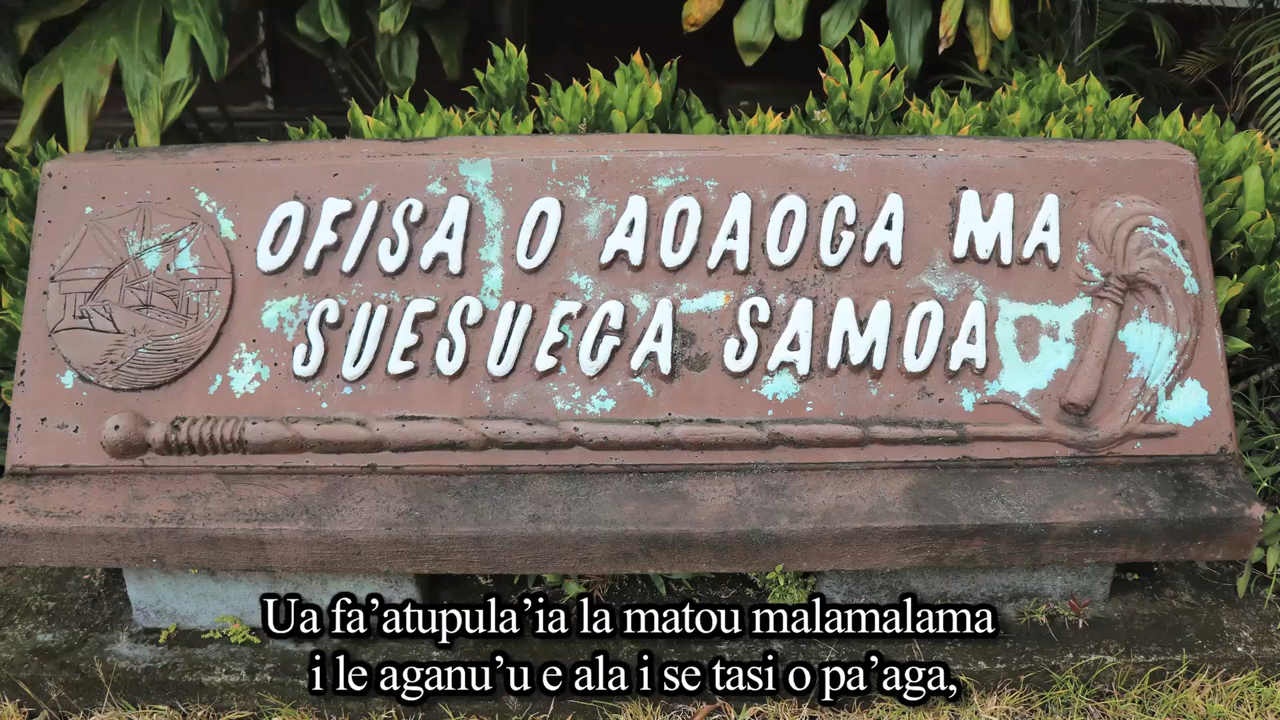 OFISA O AOAOGA MA
SUESUEGA SAMOA
Ua fa’atupula’ia la matou malamalama
i le aganu’u e ala i se tasi o pa’aga,